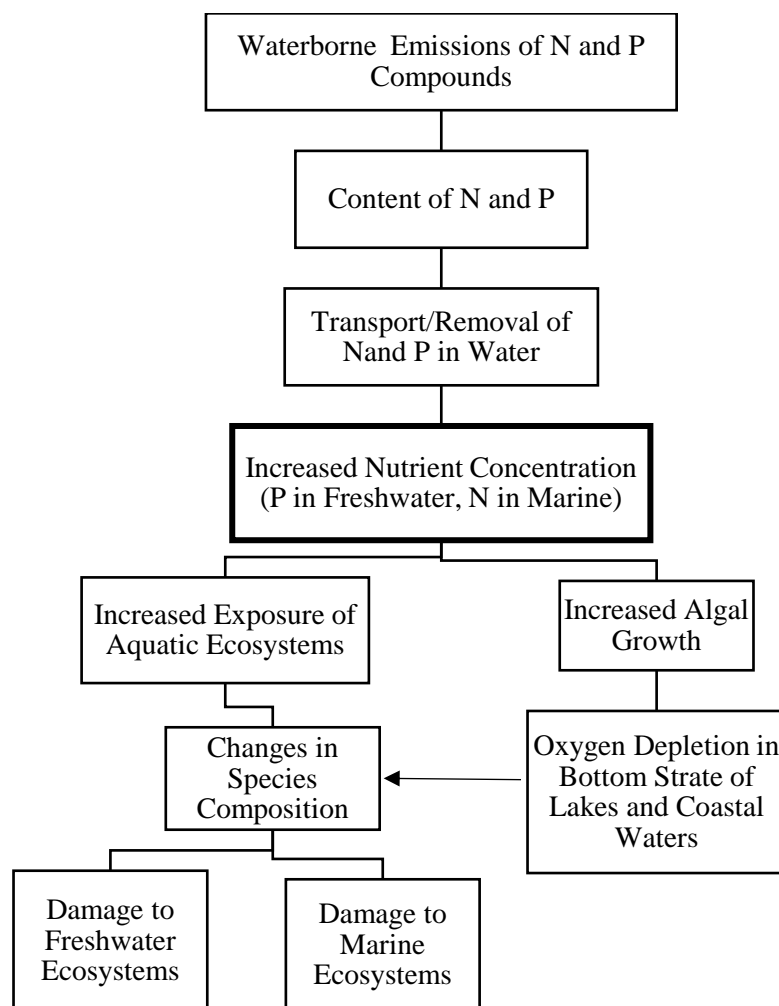 Waterborne Emissions of N and P
Compounds
Content of N and P
Transport/Removal of
Nand P in Water
Increased Nutrient Concentration
(P in Freshwater, N in Marine)
Increased Exposure of
Aquatic Ecosystems
Increased Algal
Growth
Changes in
Species
Composition
Oxygen Depletion in
Bottom Strate of
Lakes and Coastal
Waters
Damage to
Freshwater
Ecosystems
Damage to
Marine
Ecosystems